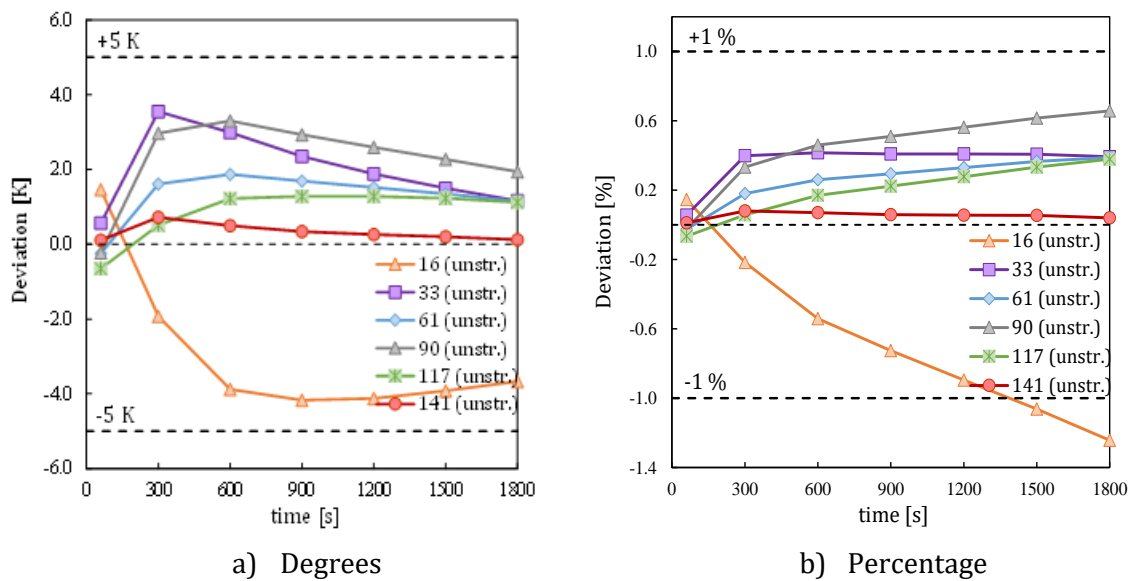 6.0
4.0
2.0
0.0
-2.0
-4.0
-6.0
Deviation [K]
+5 K
-5 K
16 (unstr.)
33 (unstr.)
61 (unstr.)
90 (unstr.)
117 (unstr.)
141 (unstr.)
0 300 600 900 1200 1500 1800
time [s]
a) Degrees
1.0
0.6
0.2
-0.2
-0.6
-1.0
-1.4
Deviation [%]
+1 %
-1 %
16 (unstr.)
33 (unstr.)
61 (unstr.)
90 (unstr.)
117 (unstr.)
141 (unstr.)
0 300 600 900 1200 1500 1800
time [s]
b) Percentage